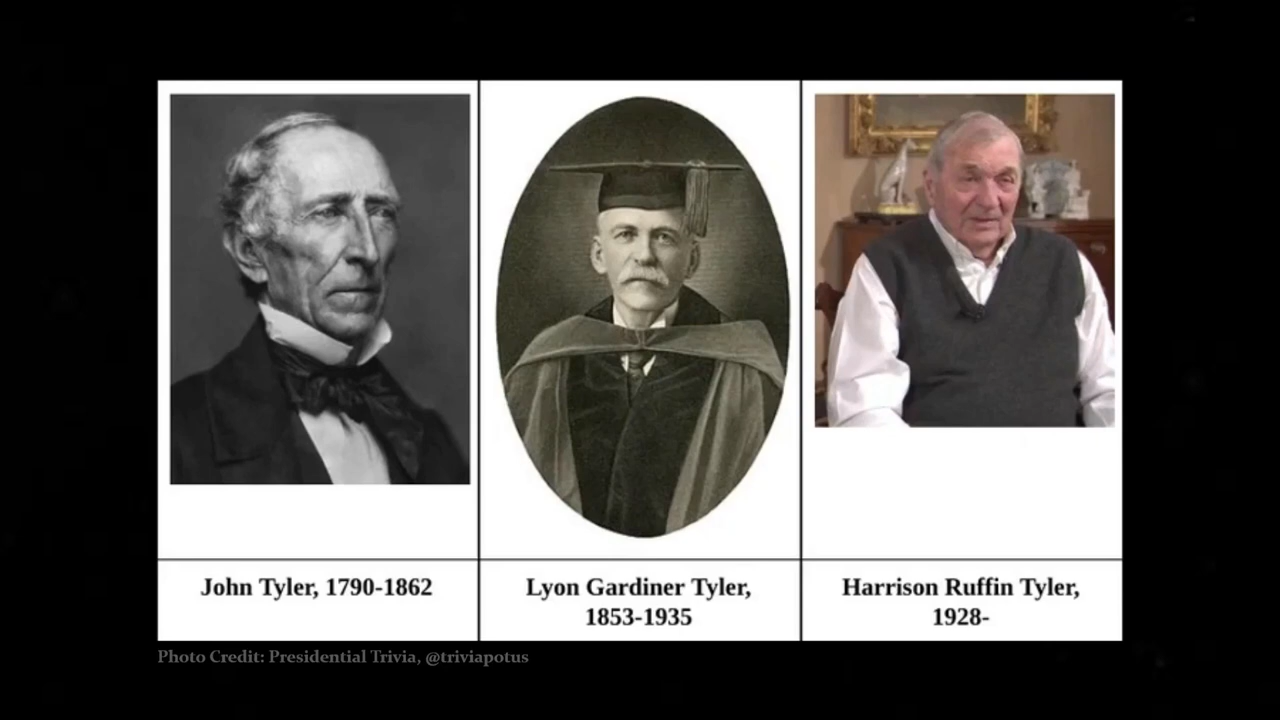 John Tyler, 1790-1862
Lyon Gardiner Tyler,
1853-1935
Harrison Ruffin Tyler,
1928-
Photo Credit: Presidential Trivia, @triviapotus